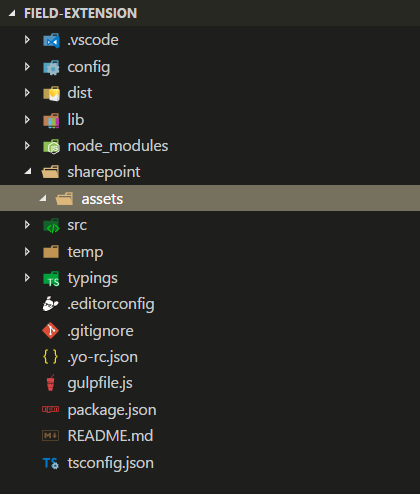 FIELD-EXTENSION
.vscode
config
dist
lib
node_modules
sharepoint
assets
src
temp
typings
.editorconfig
.gitignore
{ } .yo-rc.json
gulpfile.js
package.json
README.md
TS tsconfig.json